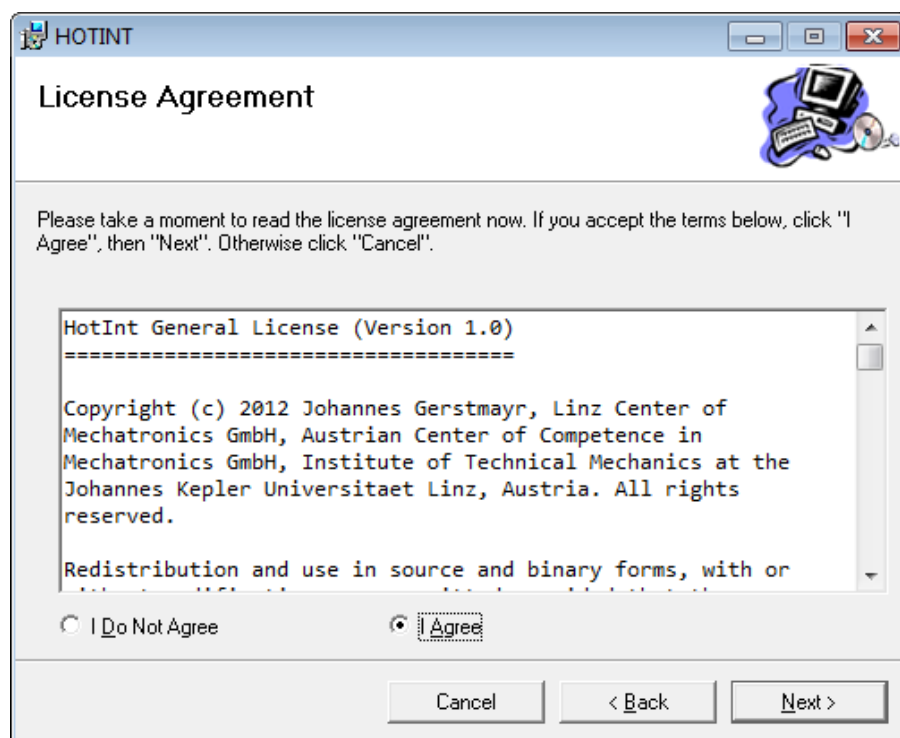 HOTINT
License Agreement
Please take a moment to read the license agreement now. If you accept the terms below, click "I
Agree", then "Next". Otherwise click "Cancel".
HotInt General License (Version 1.0)
====================================
Copyright (c) 2012 Johannes Gerstmayr, Linz Center of
Mechatronics GmbH, Austrian Center of Competence in
Mechatronics GmbH, Institute of Technical Mechanics at the
Johannes Kepler Universitaet Linz, Austria. All rights
reserved.
Redistribution and use in source and binary forms, with or
I Do Not Agree
I Agree
Cancel
< Back
Next >